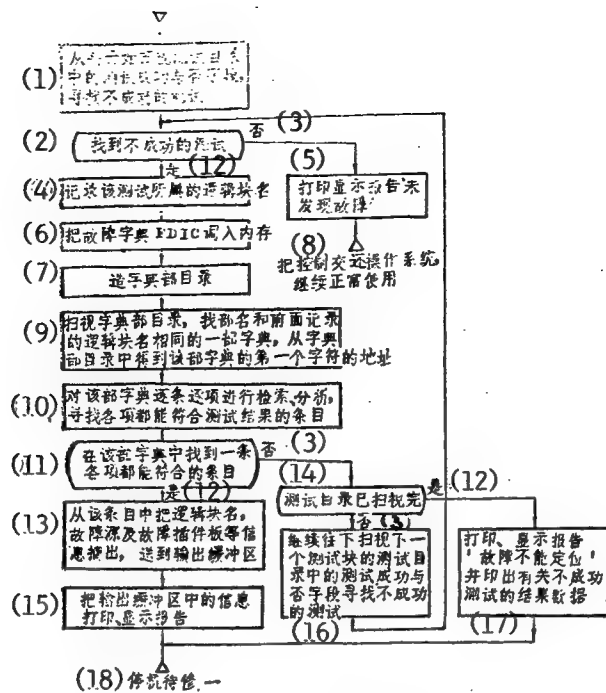 (1)
中的测试成功与否字段,
寻找不成功的测试
(2) 找到不成功的测试
否 (3)
是 (12)
(4) 记录该测试所属的逻辑块名
(5)
打印显示报告'未
发现故障'
(6) 把故障字典FDIC调入内存
(7) 造字典部目录
(8)
把控制交还操作系统,
继续正常使用
(9) 扫视字典部目录,找部名和前面记录
的逻辑块名相同的一部字典,从字典
部目录中得到该部字典的第一个字符的地址
(10) 对该部字典逐条逐项进行检索、分析,
寻找各项都能符合测试结果的条目
(11) 在该部字典中找到一条
各项都能符合的条目
否 (3)
是 (12)
(14)
测试目录已扫视完
是 (12)
否 (3)
(13) 从该条目中把逻辑块名,
故障源及故障插件板等信
息取出,送到输出缓冲区
继续往下扫视下一
个测试块的测试目
录中的测试成功与
否字段寻找不成功
的测试
(16)
打印、显示报告
'故障不能定位'
并印出有关不成功
测试的结果数据
(17)
(15) 把输出缓冲区中的信息
打印、显示报告
(18) 停机待修